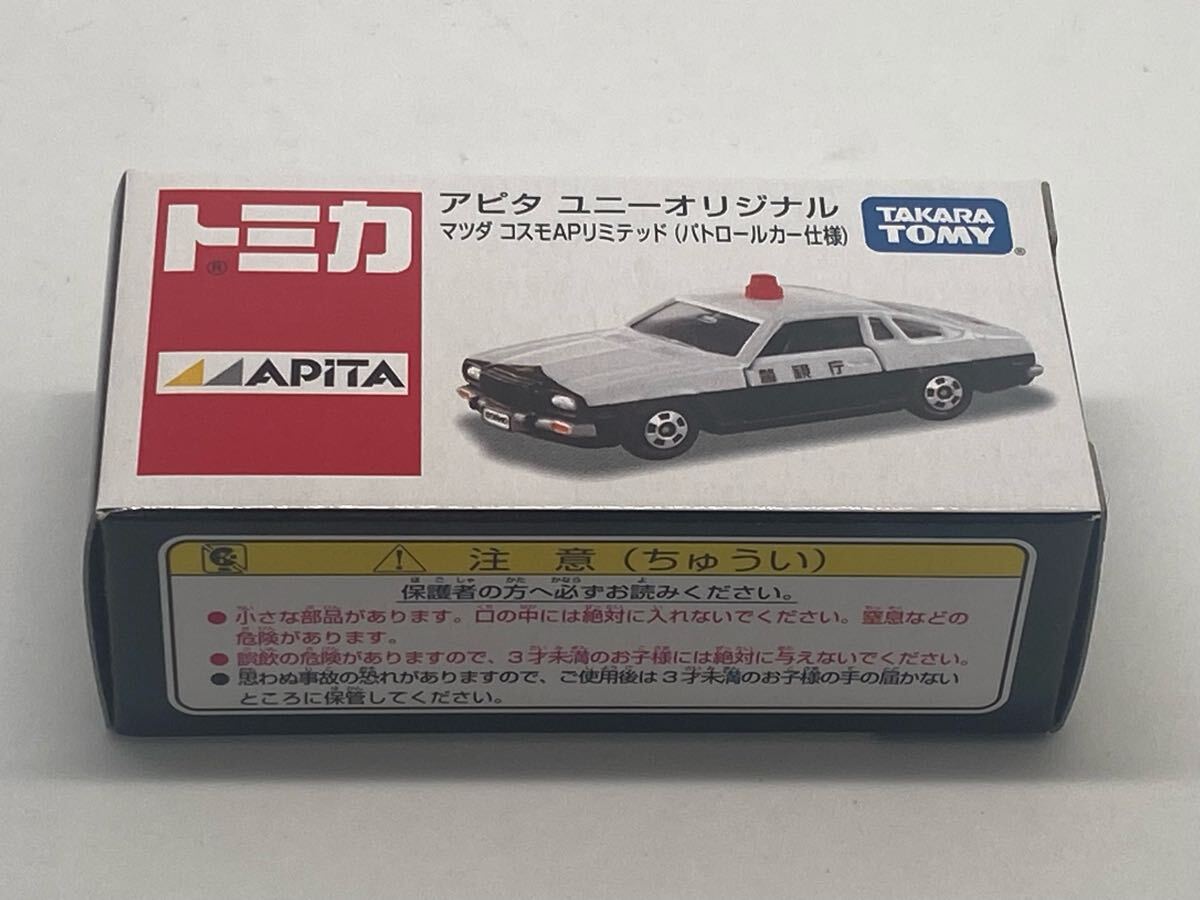 トミカ
®
APiTA
アピタ ユニーオリジナル
マツダ コスモAPリミテッド (パトロールカー仕様)
TAKARA
TOMY
®
警視庁
注意(ちゅうい)
保護者の方へ必ずお読みください。
● 小さな部品があります。口の中には絶対に入れないでください。窒息などの
危険があります。
● 誤飲の危険がありますので、3才未満のお子様には絶対に与えないでください。
● 思わぬ事故の恐れがありますので、ご使用後は3才未満のお子様の手の届かない
ところに保管してください。